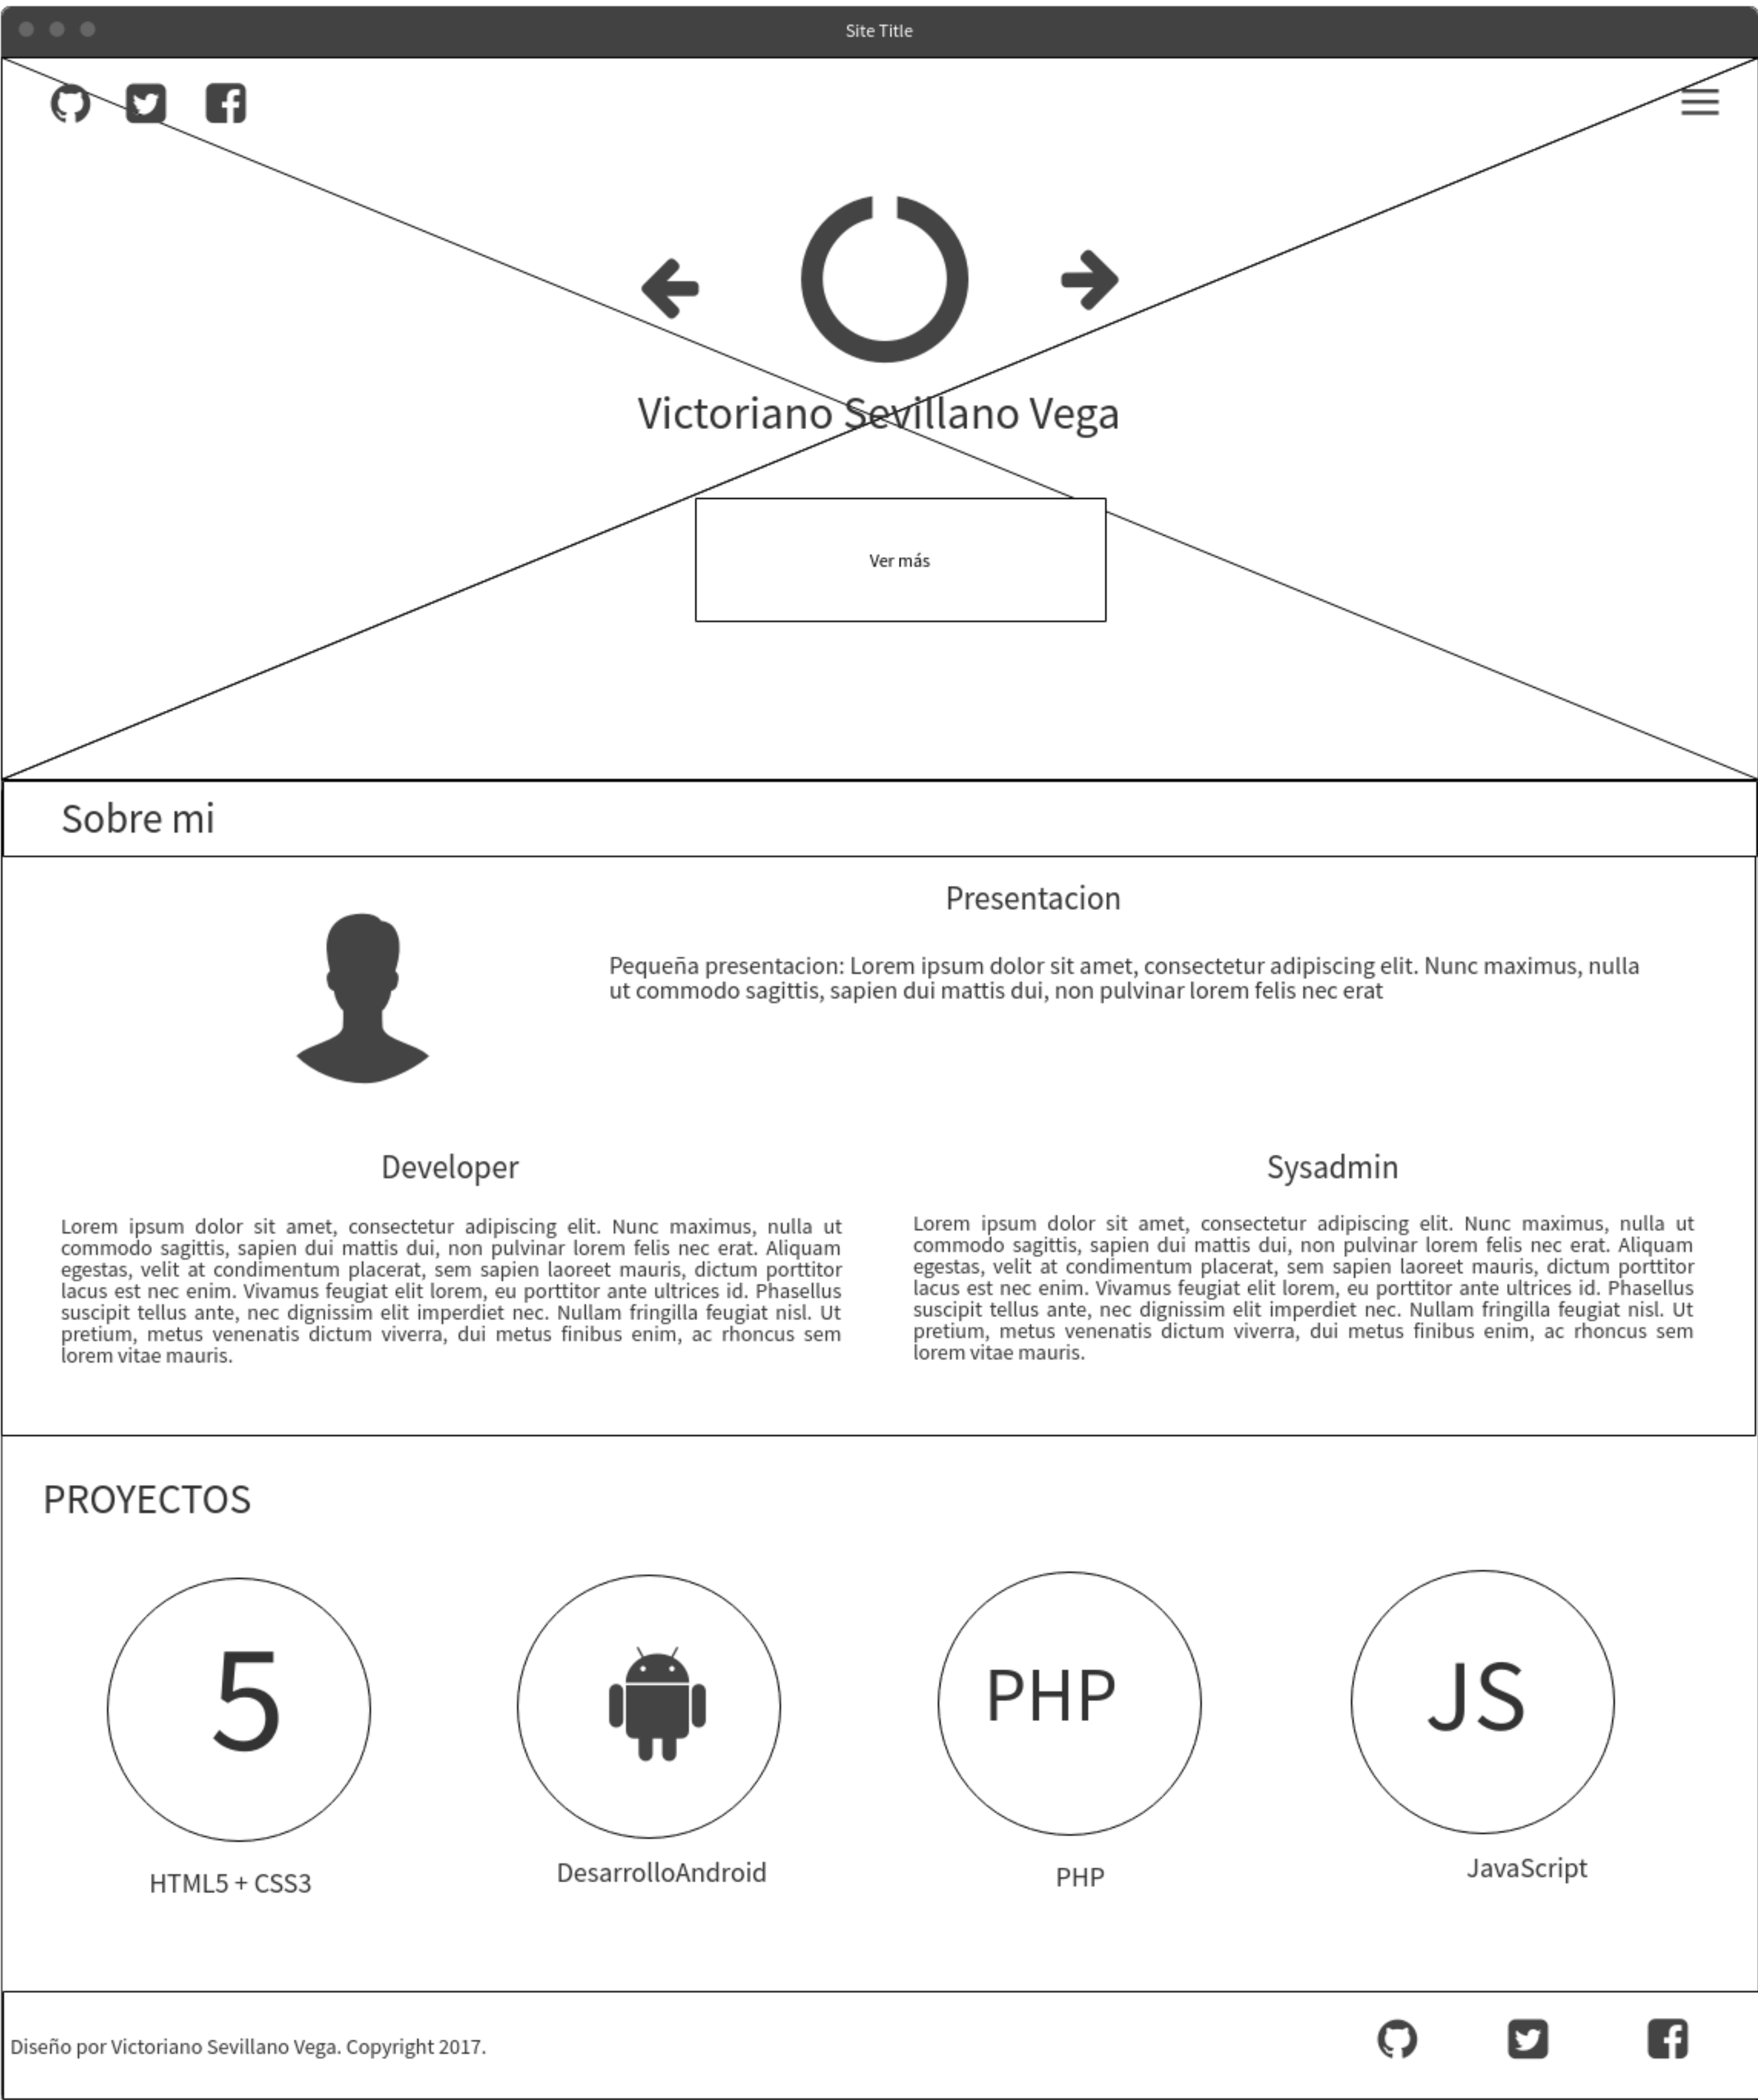 Site Title
Victoriano Sevillano Vega
Ver más
Sobre mi
Presentacion
Pequeña presentacion: Lorem ipsum dolor sit amet, consectetur adipiscing elit. Nunc maximus, nulla
ut commodo sagittis, sapien dui mattis dui, non pulvinar lorem felis nec erat
Developer
Lorem ipsum dolor sit amet, consectetur adipiscing elit. Nunc maximus, nulla ut
commodo sagittis, sapien dui mattis dui, non pulvinar lorem felis nec erat. Aliquam
egestas, velit at condimentum placerat, sem sapien laoreet mauris, dictum porttitor
lacus est nec enim. Vivamus feugiat elit lorem, eu porttitor ante ultrices id. Phasellus
suscipit tellus ante, nec dignissim elit imperdiet nec. Nullam fringilla feugiat nisl. Ut
pretium, metus venenatis dictum viverra, dui metus finibus enim, ac rhoncus sem
lorem vitae mauris.
Sysadmin
Lorem ipsum dolor sit amet, consectetur adipiscing elit. Nunc maximus, nulla ut
commodo sagittis, sapien dui mattis dui, non pulvinar lorem felis nec erat. Aliquam
egestas, velit at condimentum placerat, sem sapien laoreet mauris, dictum porttitor
lacus est nec enim. Vivamus feugiat elit lorem, eu porttitor ante ultrices id. Phasellus
suscipit tellus ante, nec dignissim elit imperdiet nec. Nullam fringilla feugiat nisl. Ut
pretium, metus venenatis dictum viverra, dui metus finibus enim, ac rhoncus sem
lorem vitae mauris.
PROYECTOS
5
PHP
JS
HTML5 + CSS3
DesarrolloAndroid
PHP
JavaScript
Diseño por Victoriano Sevillano Vega. Copyright 2017.